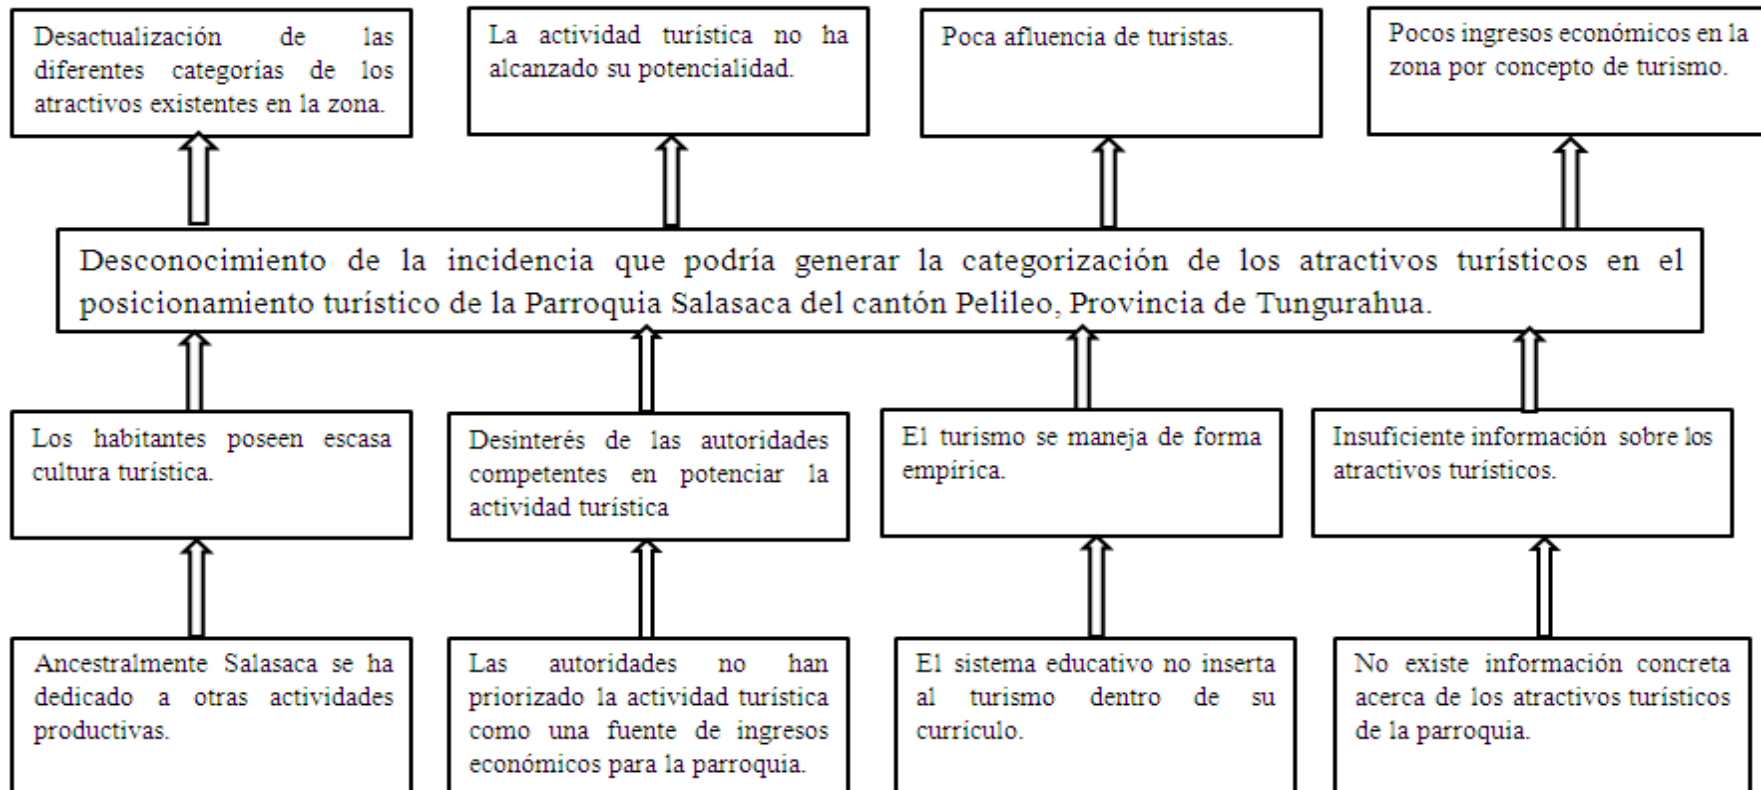 Desactualización de las
diferentes categorías de los
atractivos existentes en la zona.
La actividad turística no ha
alcanzado su potencialidad.
Poca afluencia de turistas.
Pocos ingresos económicos en la
zona por concepto de turismo.
Desconocimiento de la incidencia que podría generar la categorización de los atractivos turísticos en el
posicionamiento turístico de la Parroquia Salasaca del cantón Pelileo, Provincia de Tungurahua.
Los habitantes poseen escasa
cultura turística.
Desinterés de las autoridades
competentes en potenciar la
actividad turística
El turismo se maneja de forma
empírica.
Insuficiente información sobre los
atractivos turísticos.
Ancestralmente Salasaca se ha
dedicado a otras actividades
productivas.
Las autoridades no han
priorizado la actividad turística
como una fuente de ingresos
económicos para la parroquia.
El sistema educativo no inserta
al turismo dentro de su
currículo.
No existe información concreta
acerca de los atractivos turísticos
de la parroquia.